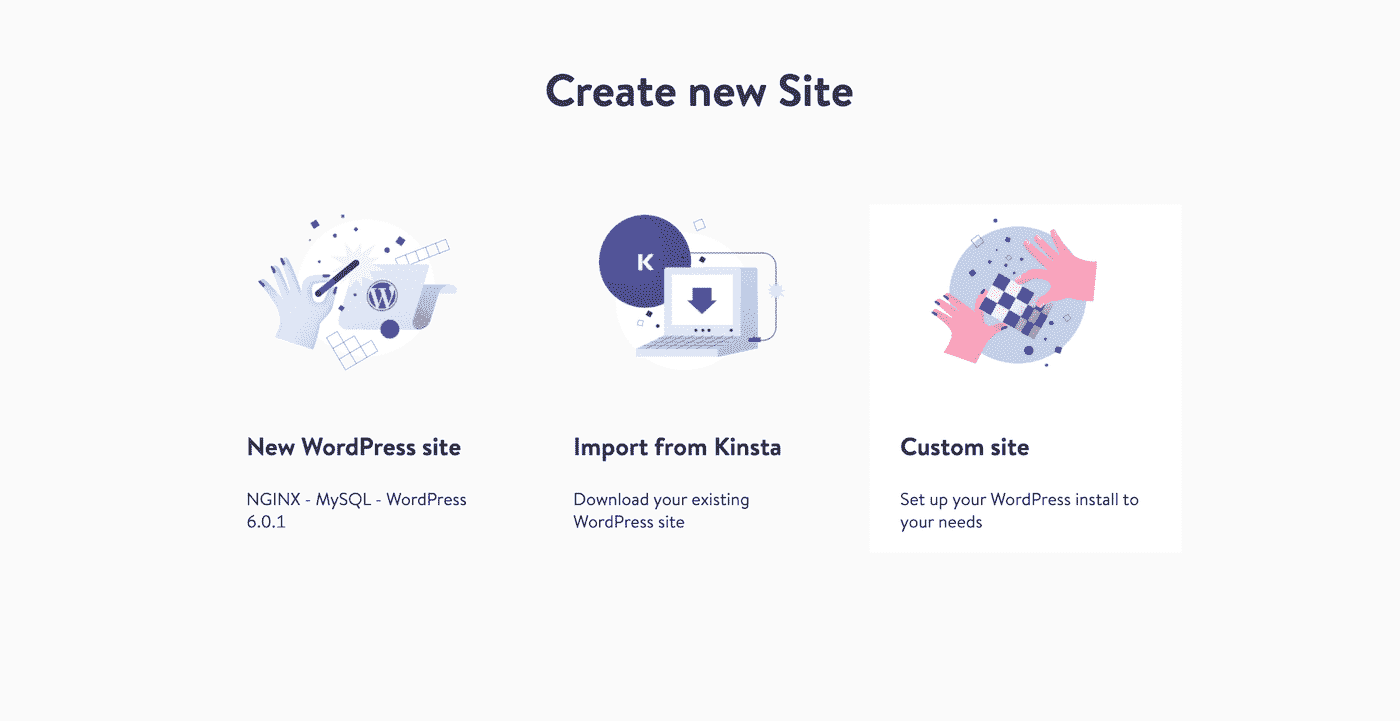 Create new Site
K
New WordPress site
NGINX - MySQL - WordPress
6.0.1
Import from Kinsta
Download your existing
WordPress site
Custom site
Set up your WordPress install to
your needs